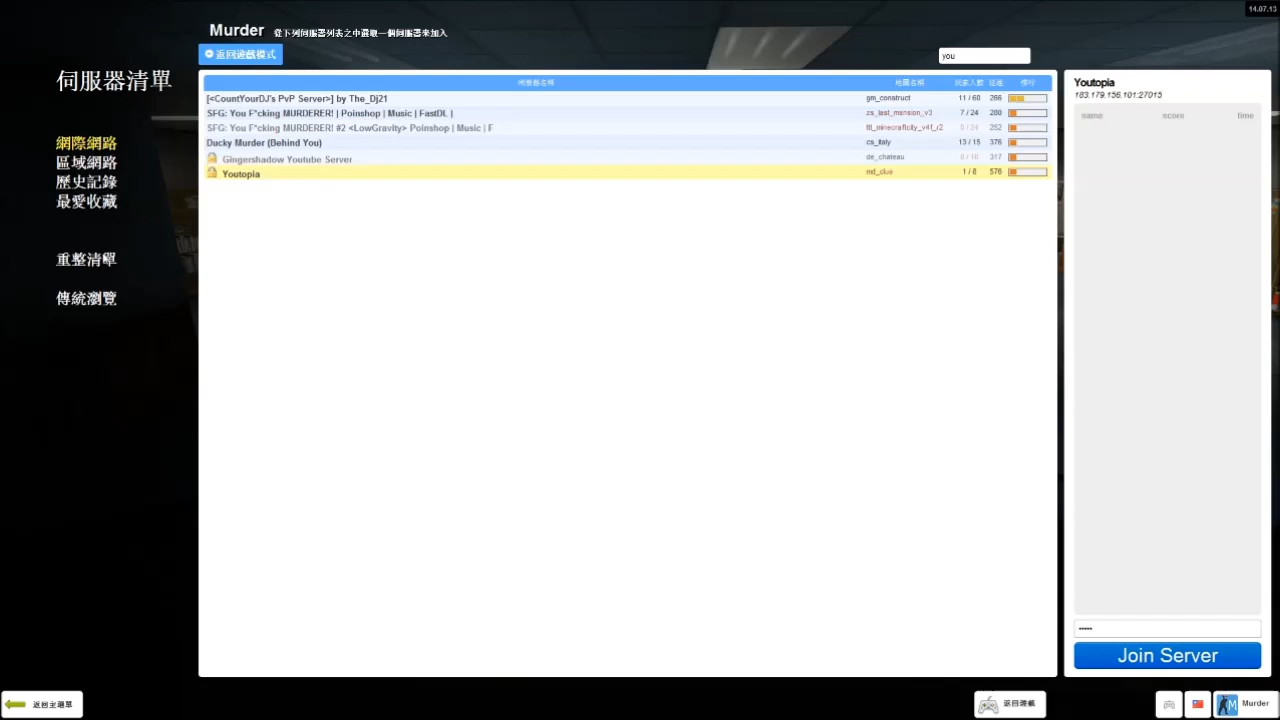 14.07.13
Murder 從下列伺服器列表之中選取一個伺服器來加入
返回遊戲模式
you
伺服器清單
網際網路
區域網路
歷史記錄
最愛收藏
重整清單
傳統瀏覽
伺服器名稱 地圖名稱 玩家人數 延遲 排行
[<CountYourDJ's PvP Server>] by The_Dj21 gm_construct 11 / 60 266
SFG: You F*cking MURDERER! | Poinshop | Music | FastDL | zs_last_mansion_v3 7 / 24 280
SFG: You F*cking MURDERER! #2 <LowGravity> Poinshop | Music | F ttt_minecraftcity_v4f_r2 0 / 24 252
Ducky Murder (Behind You) cs_italy 13 / 15 376
Gingershadow Youtube Server de_chateau 0 / 10 317
Youtopia md_clue 1 / 8 576
Youtopia
183.179.156.101:27015
name score time
Join Server
返回主選單
返回遊戲
Murder